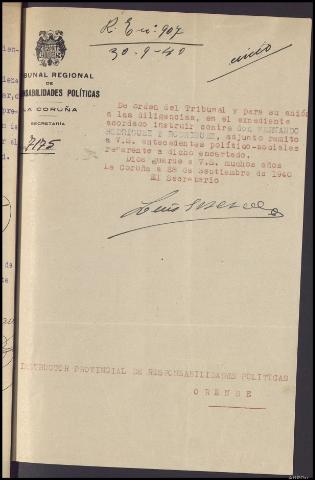 R. E nº 907
30-9-40
TRIBUNAL REGIONAL
DE
RESPONSABILIDADES POLÍTICAS
LA CORUÑA
SECRETARÍA
7175
De orden del Tribunal y para su unión
a las diligencias, en el expediente
acordado instruir contra don FERNANDO
RODRIGUEZ Y RODRIGUEZ, adjunto remito
a V.S. antecedentes político-sociales
referente a dicho encartado.
Dios guarde a V.S. muchos años
La Coruña a 28 de Septiembre de 1940
El Secretario
INSTRUCTOR PROVINCIAL DE RESPONSABILIDADES POLITICAS
ORENSE